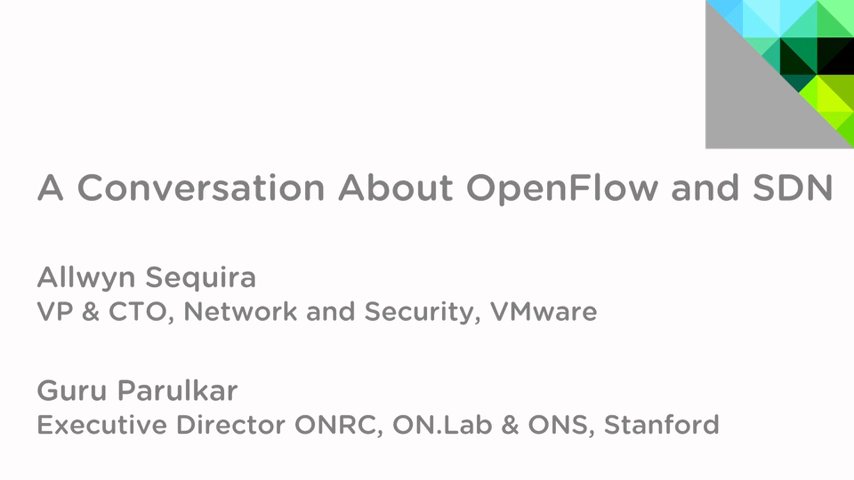 A Conversation About OpenFlow and SDN
Allwyn Sequira
VP & CTO, Network and Security, VMware
Guru Parulkar
Executive Director ONRC, ON.Lab & ONS, Stanford